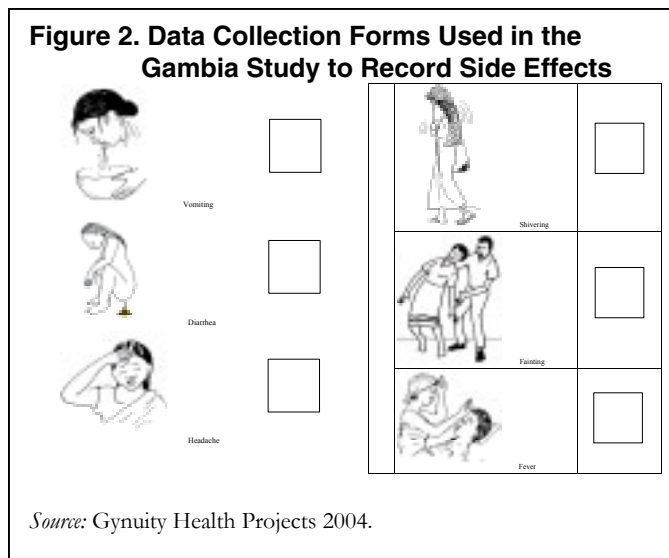 Figure 2. Data Collection Forms Used in the
Gambia Study to Record Side Effects
Vomiting
Diarrhea
Headache
Shivering
Fainting
Fever
Source: Gynuity Health Projects 2004.